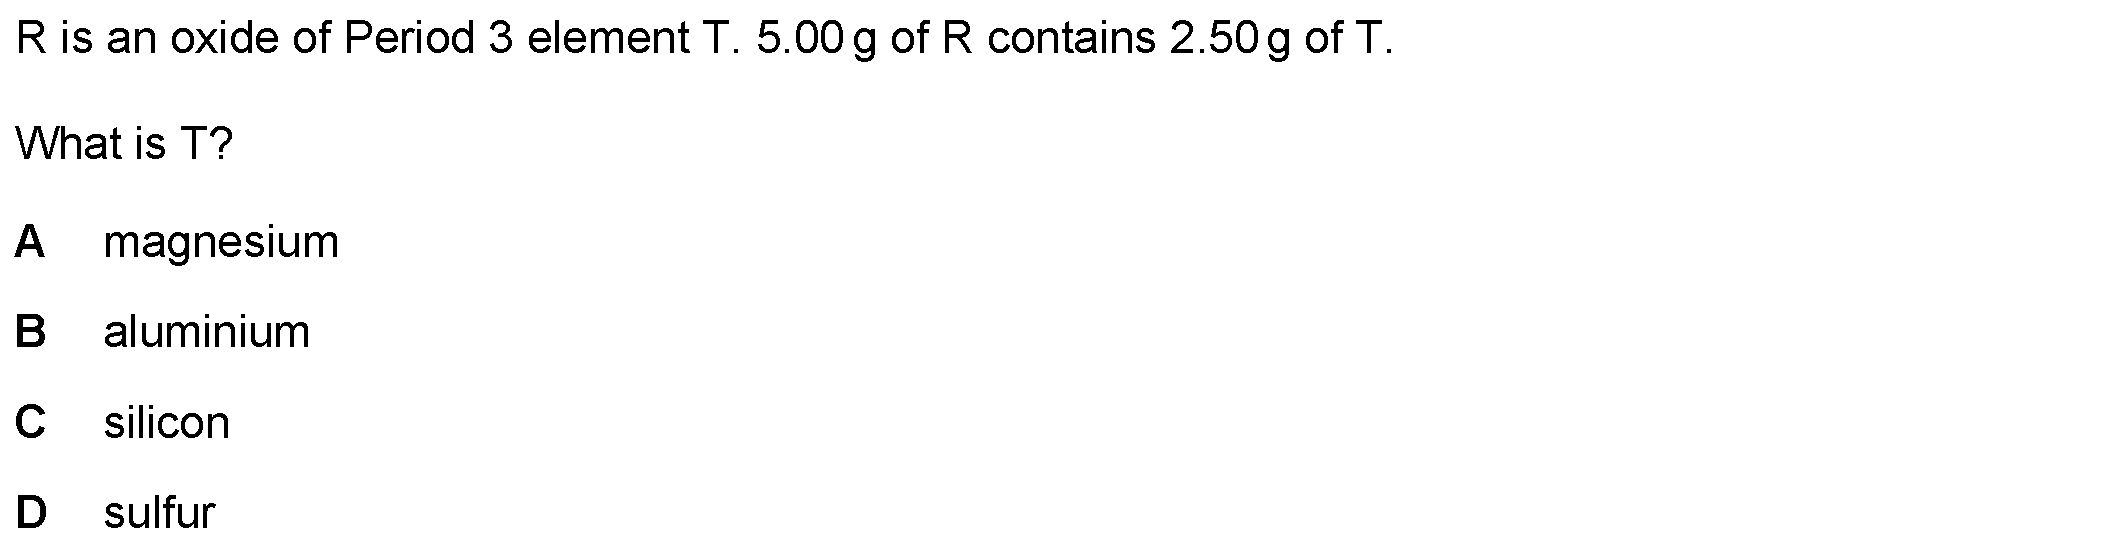 R is an oxide of Period 3 element T. 5.00 g of R contains 2.50 g of T.
What is T?
A magnesium
B aluminium
C silicon
D sulfur